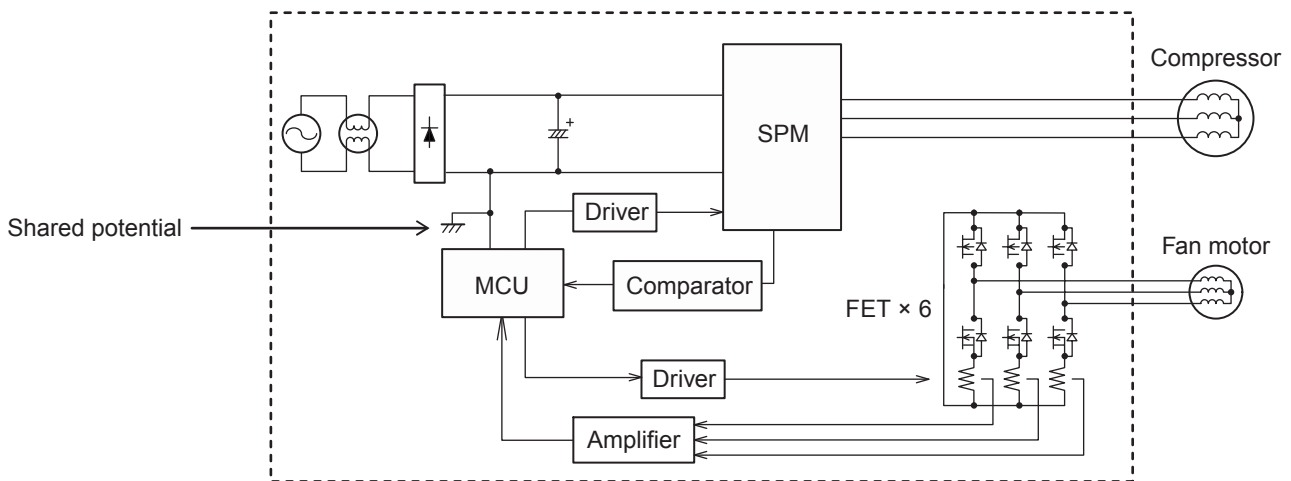 Compressor
SPM
Shared potential
Driver
MCU
Comparator
Fan motor
FET × 6
Driver
Amplifier
+